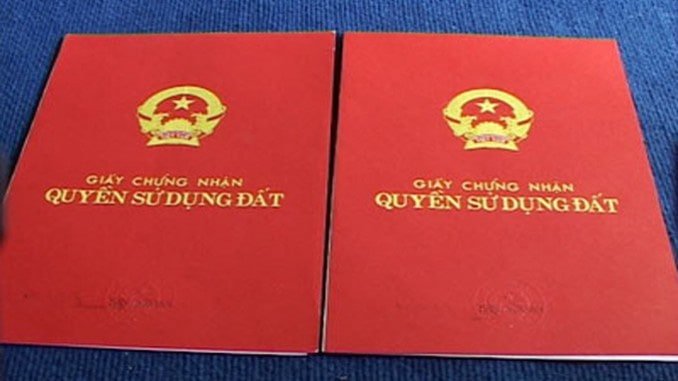 GIẤY CHỨNG NHẬN
QUYỀN SỬ DỤNG ĐẤT
GIẤY CHỨNG NHẬN
QUYỀN SỬ DỤNG ĐẤT